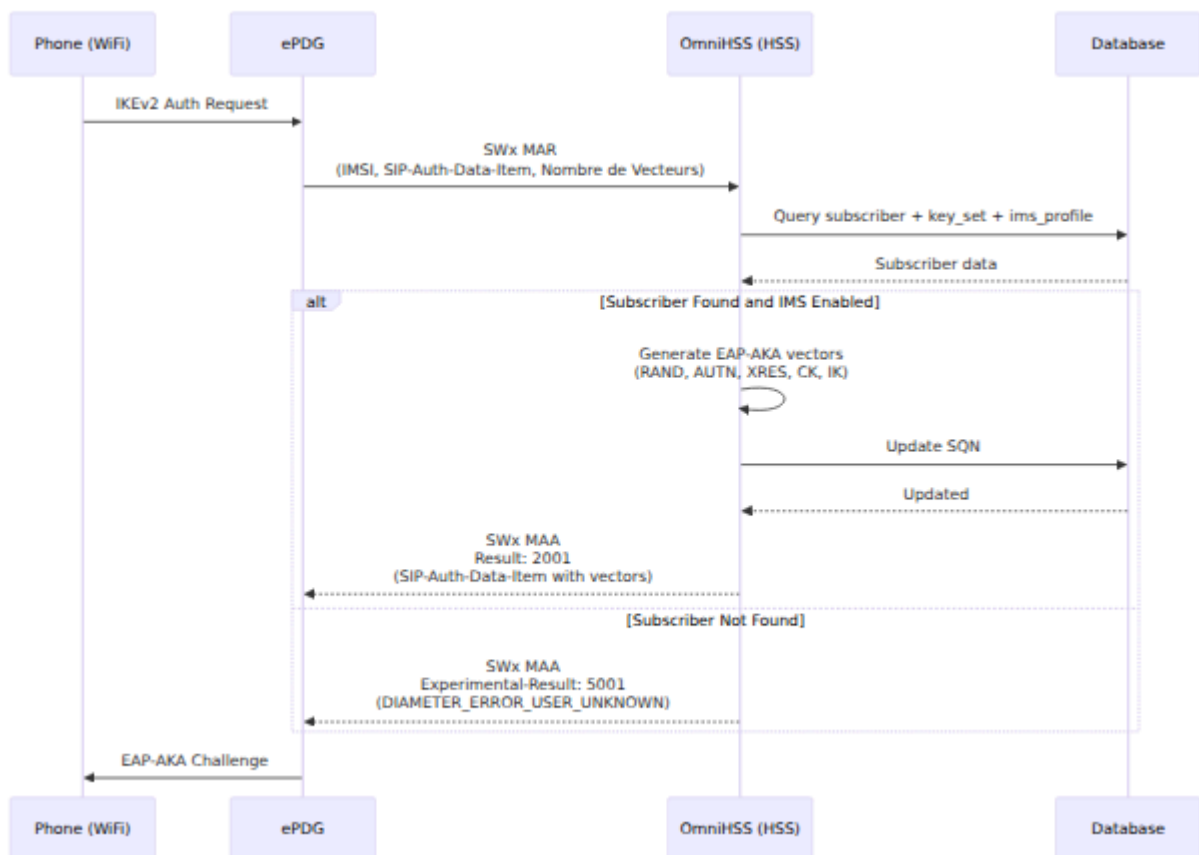 Phone (WiFi)
ePDG
OmniHSS (HSS)
Database
IKEv2 Auth Request
SWx MAR
(IMSI, SIP-Auth-Data-Item, Nombre de Vecteurs)
Query subscriber + key_set + ims_profile
Subscriber data
alt
[Subscriber Found and IMS Enabled]
Generate EAP-AKA vectors
(RAND, AUTN, XRES, CK, IK)
Update SQN
Updated
SWx MAA
Result: 2001
(SIP-Auth-Data-Item with vectors)
[Subscriber Not Found]
SWx MAA
Experimental-Result: 5001
(DIAMETER_ERROR_USER_UNKNOWN)
EAP-AKA Challenge
Phone (WiFi)
ePDG
OmniHSS (HSS)
Database